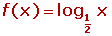 f(x) = log₁⁄₂ x